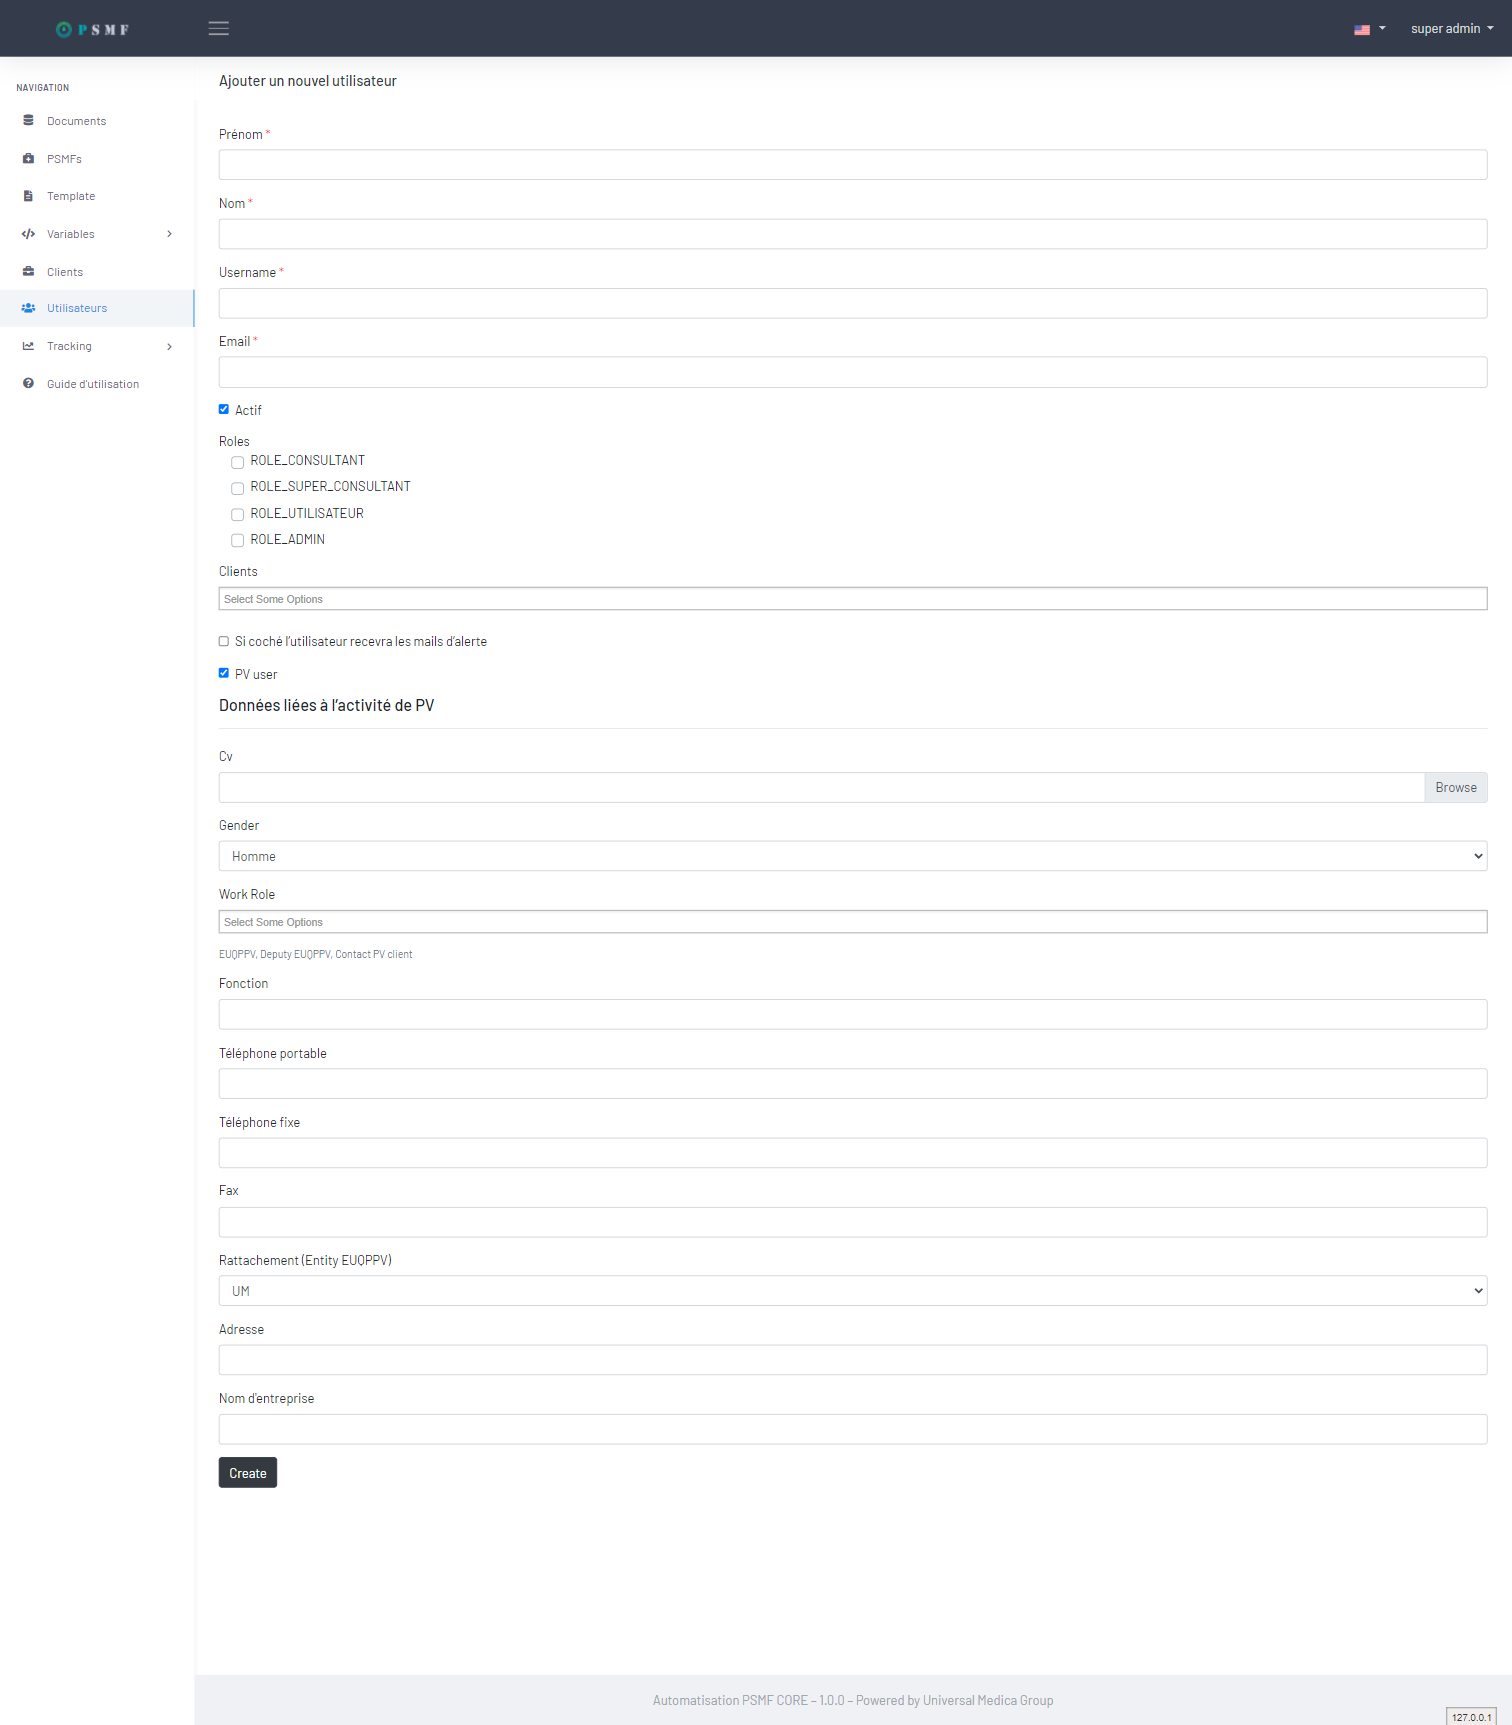 PSMF
super admin
NAVIGATION
Documents
PSMFs
Template
Variables
Clients
Utilisateurs
Tracking
Guide d'utilisation
Ajouter un nouvel utilisateur
Prénom *
Nom *
Username *
Email *
Actif
Roles
ROLE_CONSULTANT
ROLE_SUPER_CONSULTANT
ROLE_UTILISATEUR
ROLE_ADMIN
Clients
Select Some Options
Si coché l'utilisateur recevra les mails d'alerte
PV user
Données liées à l'activité de PV
Cv
Browse
Gender
Homme
Work Role
Select Some Options
EUQPPV, Deputy EUQPPV, Contact PV client
Fonction
Téléphone portable
Téléphone fixe
Fax
Rattachement (Entity EUQPPV)
UM
Adresse
Nom d'entreprise
Create
Automatisation PSMF CORE - 1.0.0 - Powered by Universal Medica Group
127.0.0.1